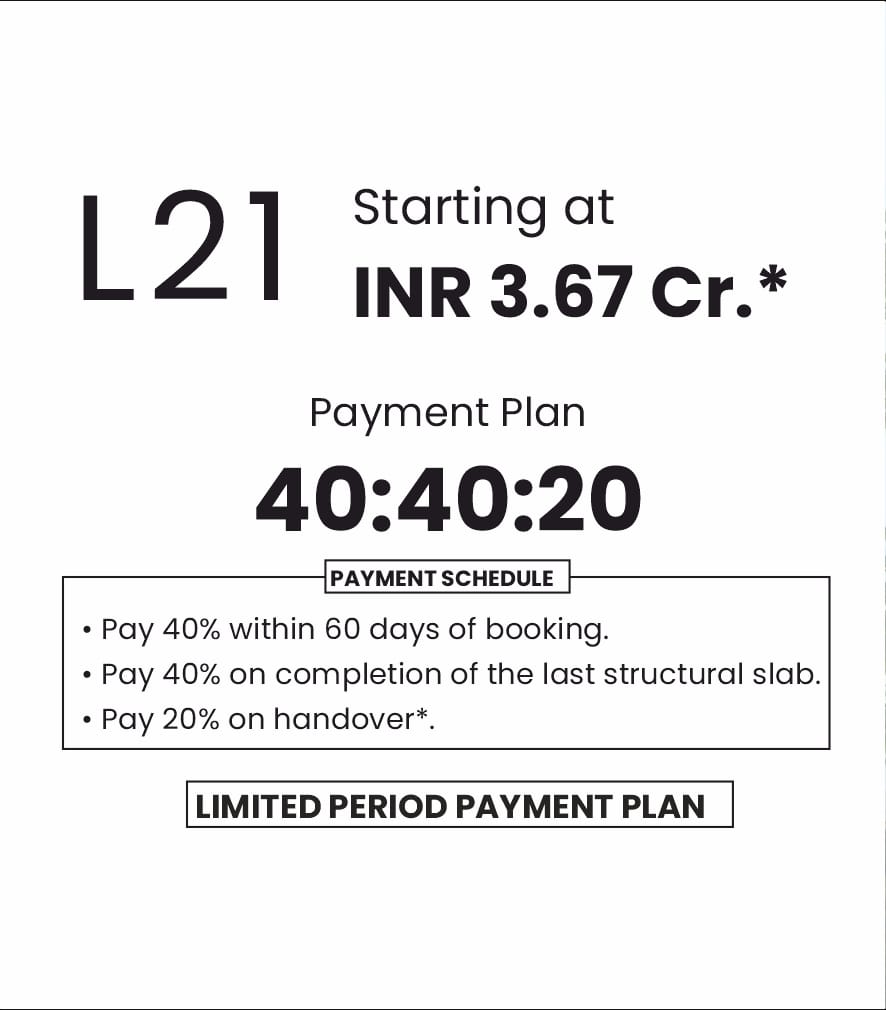 L21
Starting at
INR 3.67 Cr.*
Payment Plan
40:40:20
PAYMENT SCHEDULE
• Pay 40% within 60 days of booking.
• Pay 40% on completion of the last structural slab.
• Pay 20% on handover*.
LIMITED PERIOD PAYMENT PLAN